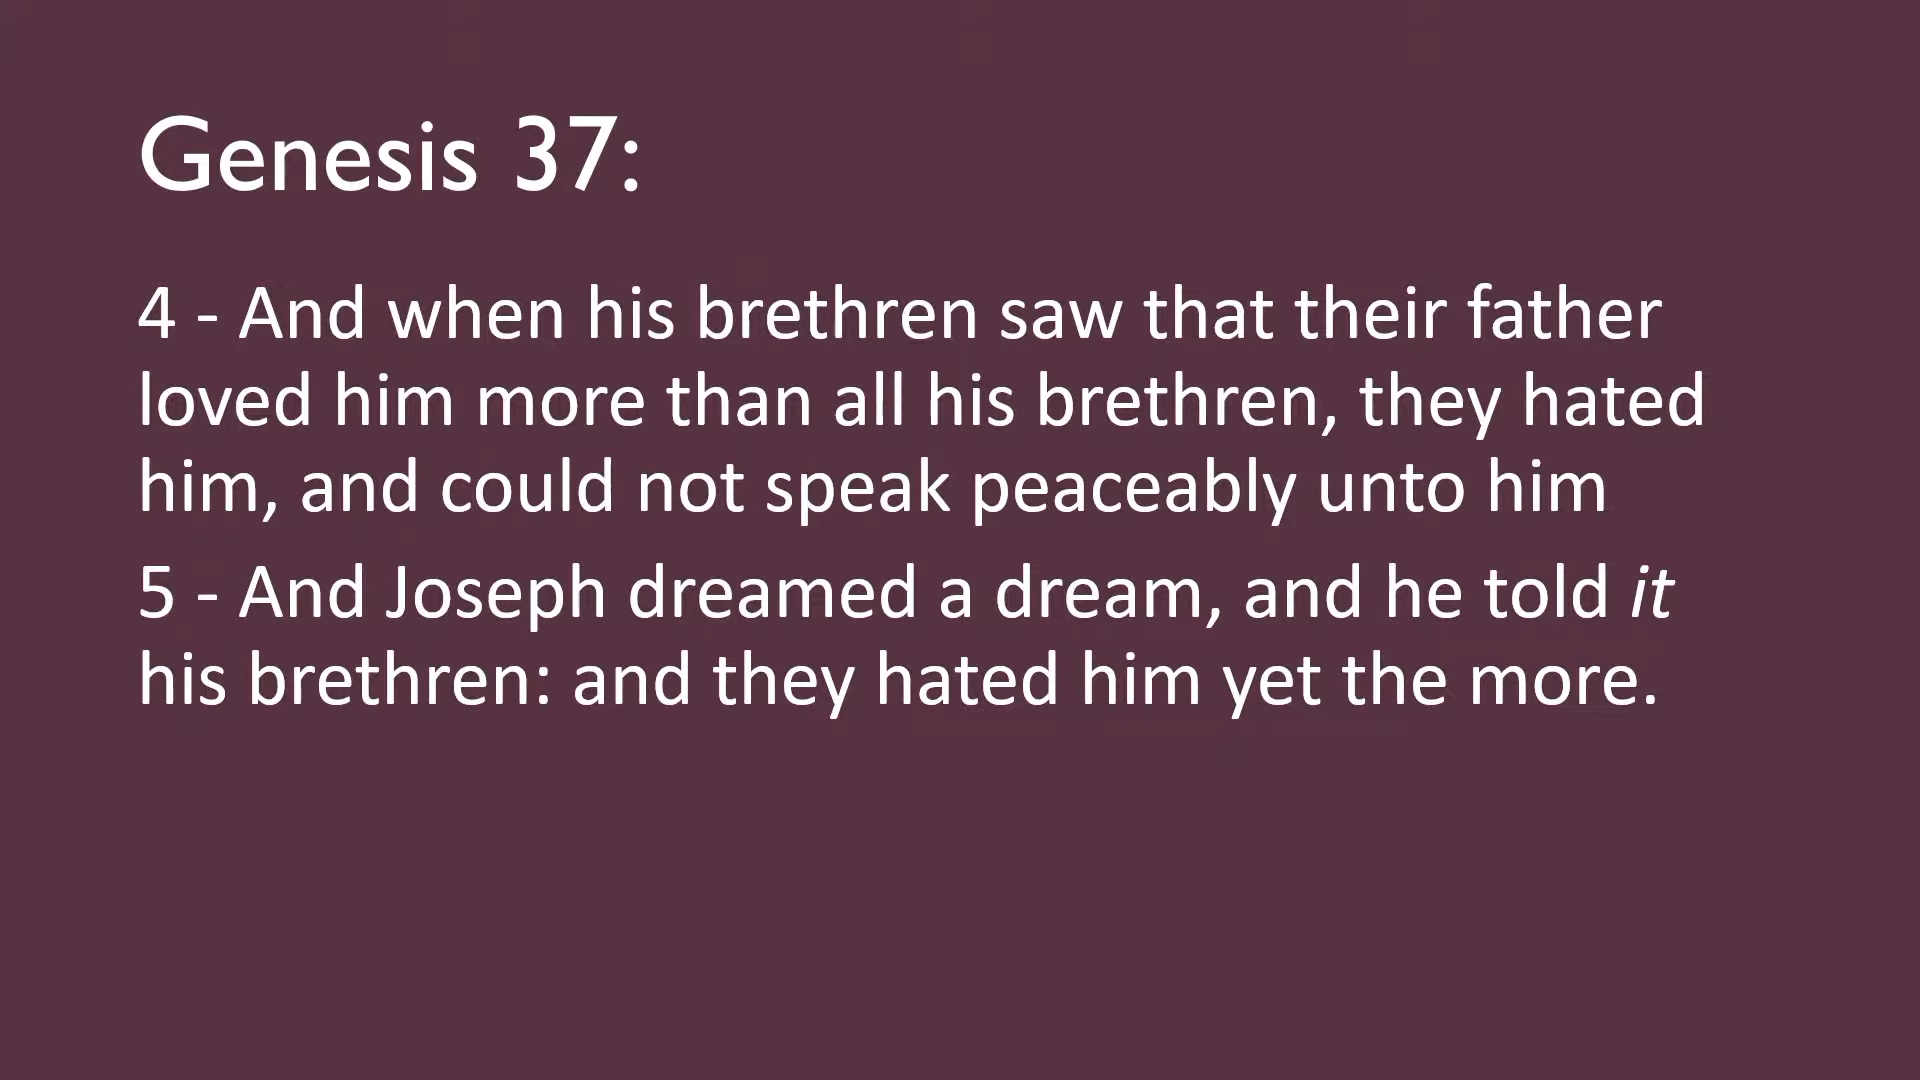 Genesis 37:
4 - And when his brethren saw that their father
loved him more than all his brethren, they hated
him, and could not speak peaceably unto him
5 - And Joseph dreamed a dream, and he told it
his brethren: and they hated him yet the more.